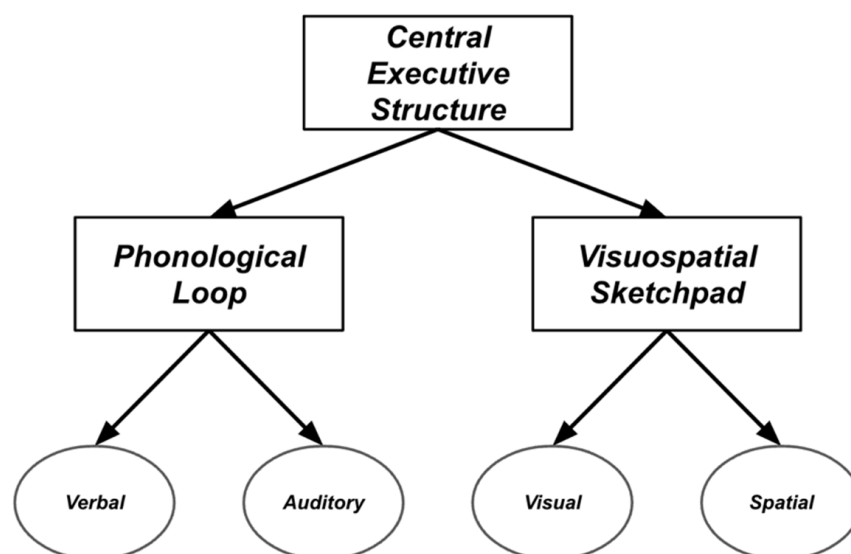 Central
Executive
Structure
Phonological
Loop
Visuospatial
Sketchpad
Verbal
Auditory
Visual
Spatial